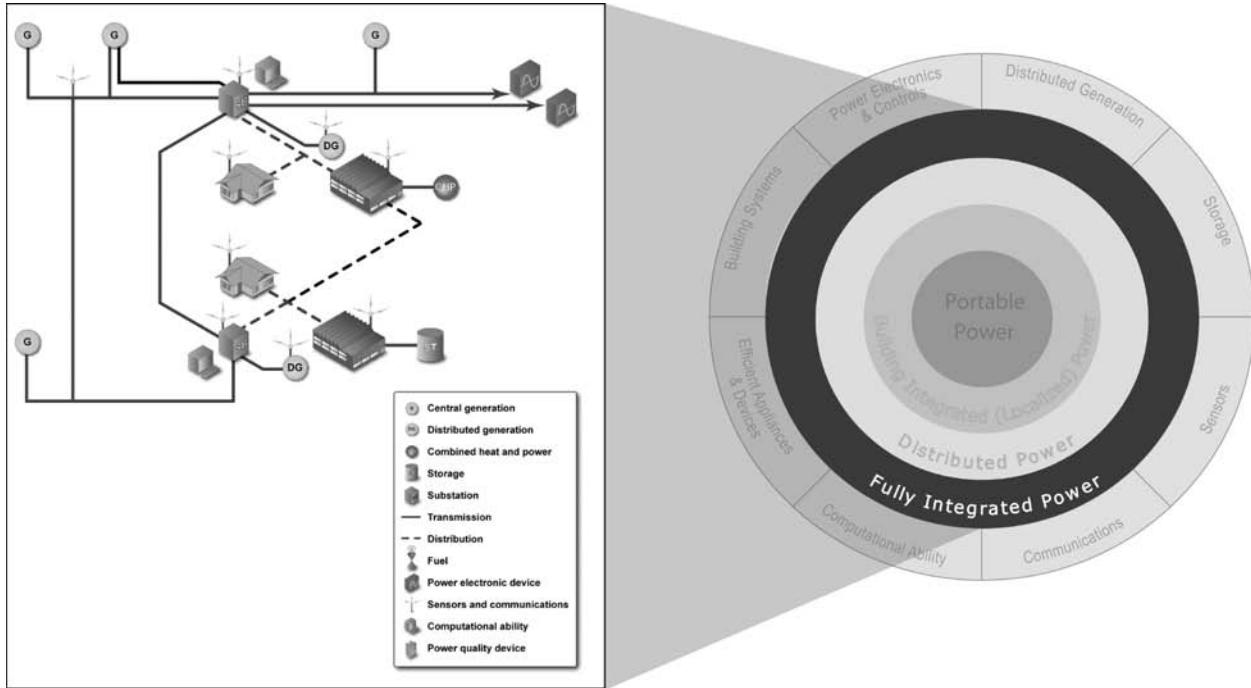 G
G
G
DG
CHP
G
ST
DG
Central generation
Distributed generation
Combined heat and power
Storage
Substation
Transmission
Distribution
Fuel
Power electronic device
Sensors and communications
Computational ability
Power quality device
Power Electronics
& Controls
Distributed Generation
Building Systems
Storage
Portable
Power
Building Integrated (Localized) Power
Distributed Power
Fully Integrated Power
Efficient Appliances
& Devices
Sensors
Computational Ability
Communications